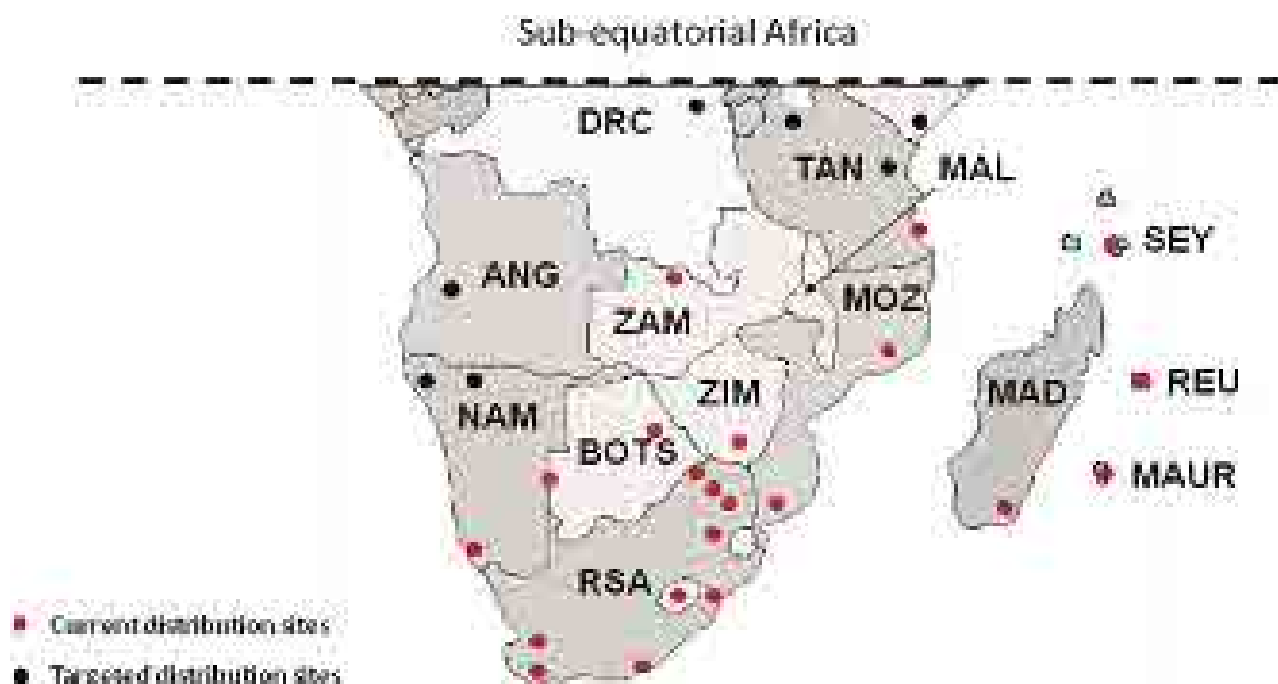 Sub-equatorial Africa
DRC
TAN
MAL
SEY
ANG
MOZ
ZAM
REU
MAD
ZIM
NAM
BOTS
MAUR
RSA
Current distribution sites
Targeted distribution sites